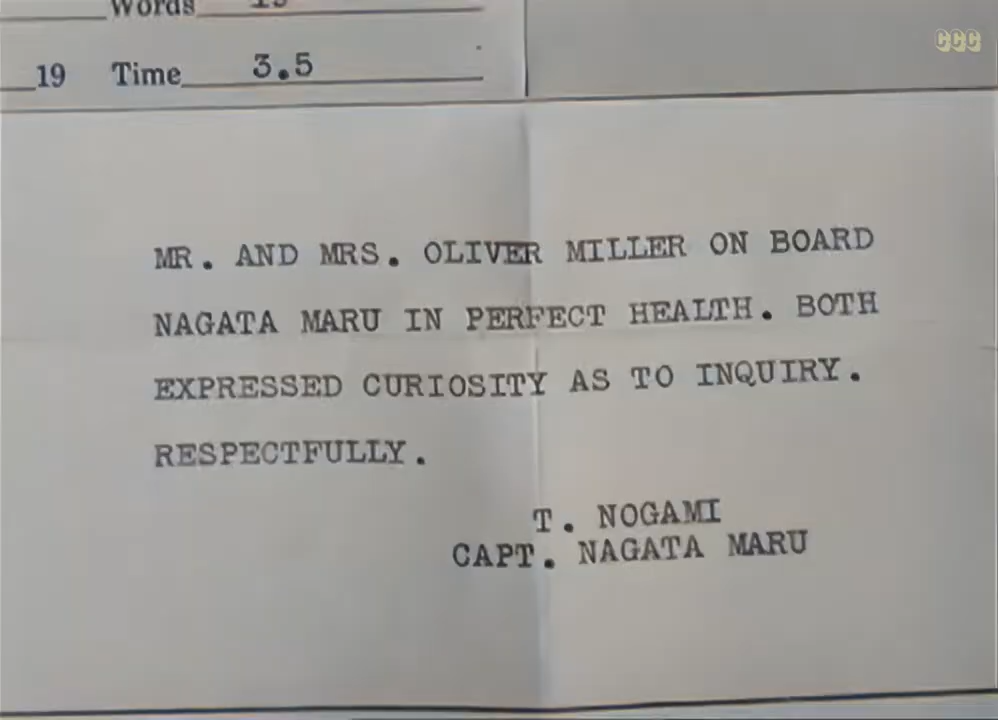 Words
19 Time 3.5
CCC
MR. AND MRS. OLIVER MILLER ON BOARD
NAGATA MARU IN PERFECT HEALTH. BOTH
EXPRESSED CURIOSITY AS TO INQUIRY.
RESPECTFULLY.
T. NOGAMI
CAPT. NAGATA MARU